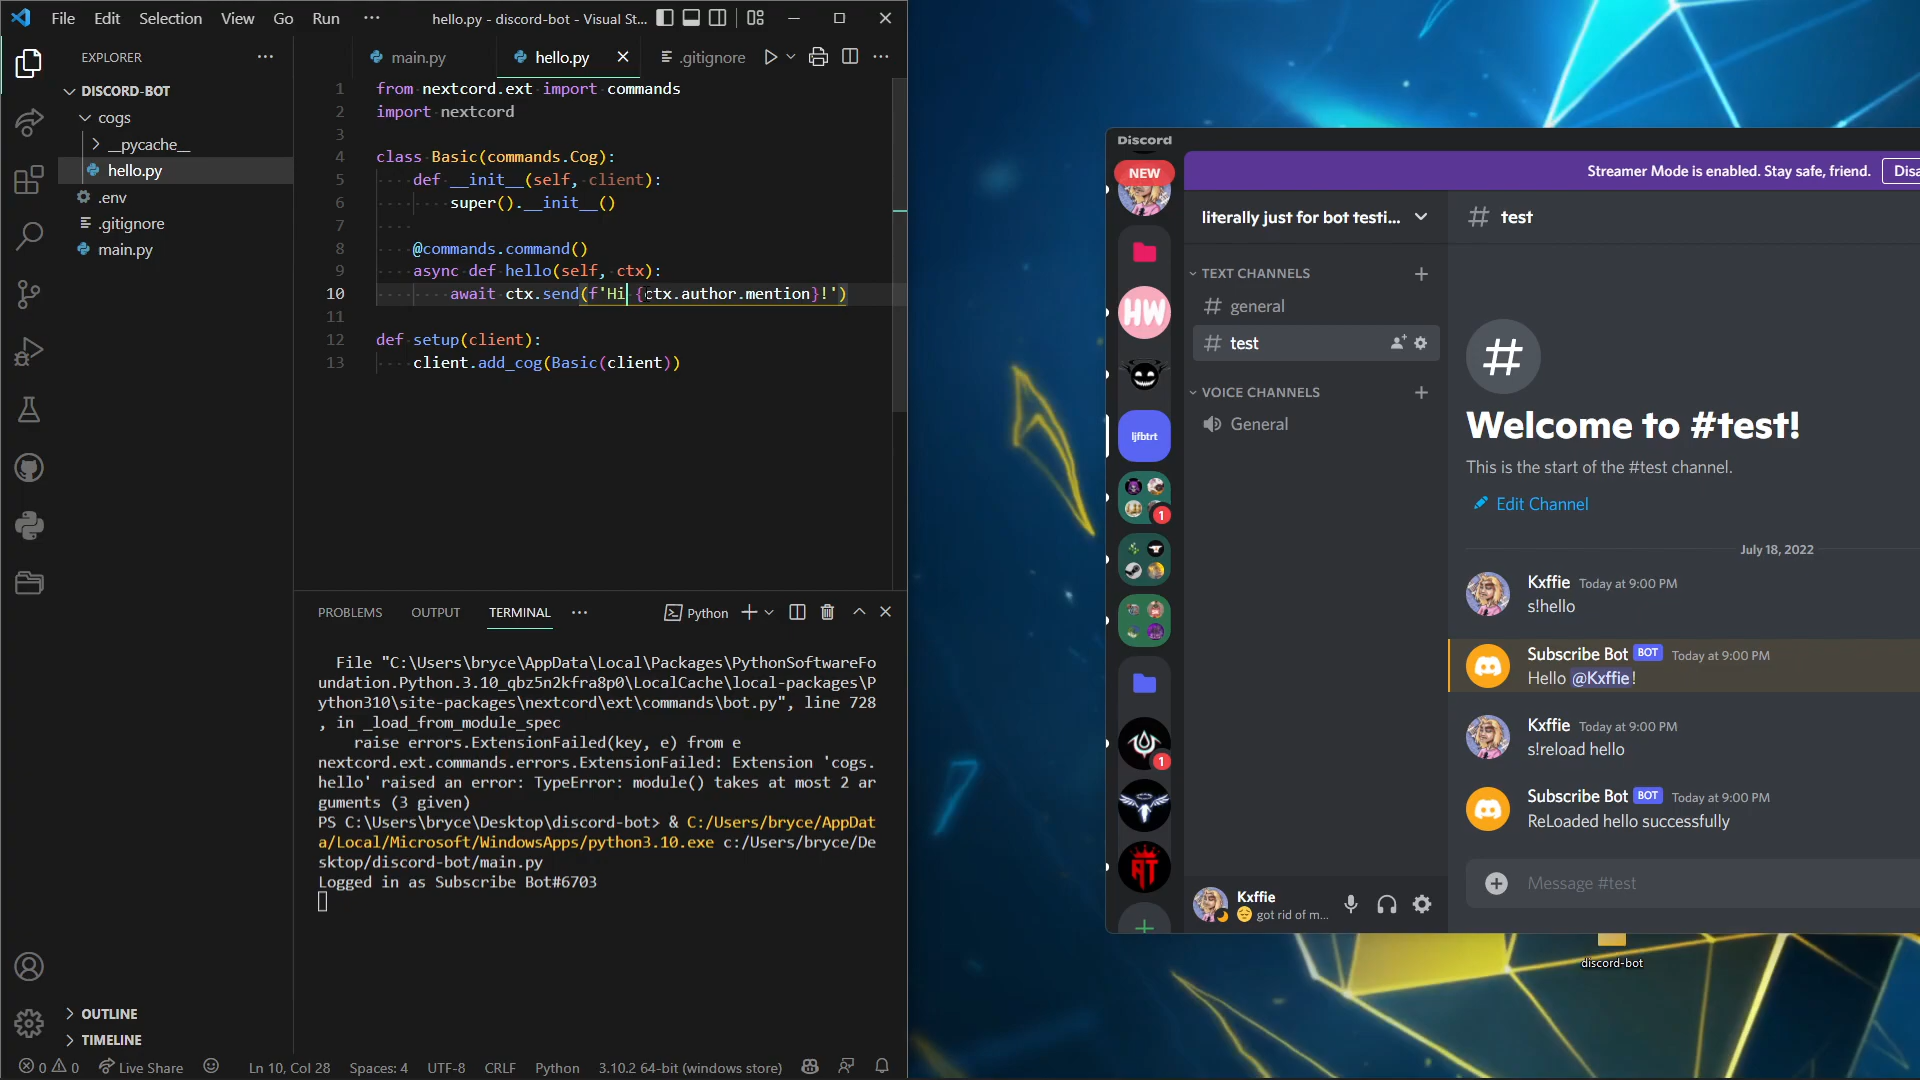 File Edit Selection View Go Run ··· hello.py - discord-bot - Visual St...
EXPLORER ···
DISCORD-BOT
cogs
__pycache__
hello.py
.env
.gitignore
main.py
OUTLINE
TIMELINE
main.py hello.py .gitignore
1 from nextcord.ext import commands
2 import nextcord
3
4 class Basic(commands.Cog):
5 def __init__(self, client):
6 super().__init__()
7
8 @commands.command()
9 async def hello(self, ctx):
10 await ctx.send(f'Hi {ctx.author.mention}!')
11
12 def setup(client):
13 client.add_cog(Basic(client))
PROBLEMS OUTPUT TERMINAL ··· Python
File "C:\Users\bryce\AppData\Local\Packages\PythonSoftwareFo
undation.Python.3.10_qbz5n2kfra8p0\LocalCache\local-packages\P
ython310\site-packages\nextcord\ext\commands\bot.py", line 728
, in _load_from_module_spec
raise errors.ExtensionFailed(key, e) from e
nextcord.ext.commands.errors.ExtensionFailed: Extension 'cogs.
hello' raised an error: TypeError: module() takes at most 2 ar
guments (3 given)
PS C:\Users\bryce\Desktop\discord-bot> & C:/Users/bryce/AppDat
a/Local/Microsoft/WindowsApps/python3.10.exe c:/Users/bryce/De
sktop/discord-bot/main.py
Logged in as Subscribe Bot#6703
0 0 Live Share Ln 10, Col 28 Spaces: 4 UTF-8 CRLF Python 3.10.2 64-bit (windows store)
Discord
NEW
HW
ljfbtrt
1
1
AT
Streamer Mode is enabled. Stay safe, friend. Disa
literally just for bot testi...
TEXT CHANNELS
general
test
VOICE CHANNELS
General
Kxffie
got rid of m...
# test
Welcome to #test!
This is the start of the #test channel.
Edit Channel
July 18, 2022
Kxffie Today at 9:00 PM
s!hello
Subscribe Bot BOT Today at 9:00 PM
Hello @Kxffie!
Kxffie Today at 9:00 PM
s!reload hello
Subscribe Bot BOT Today at 9:00 PM
ReLoaded hello successfully
Message #test
discord-bot